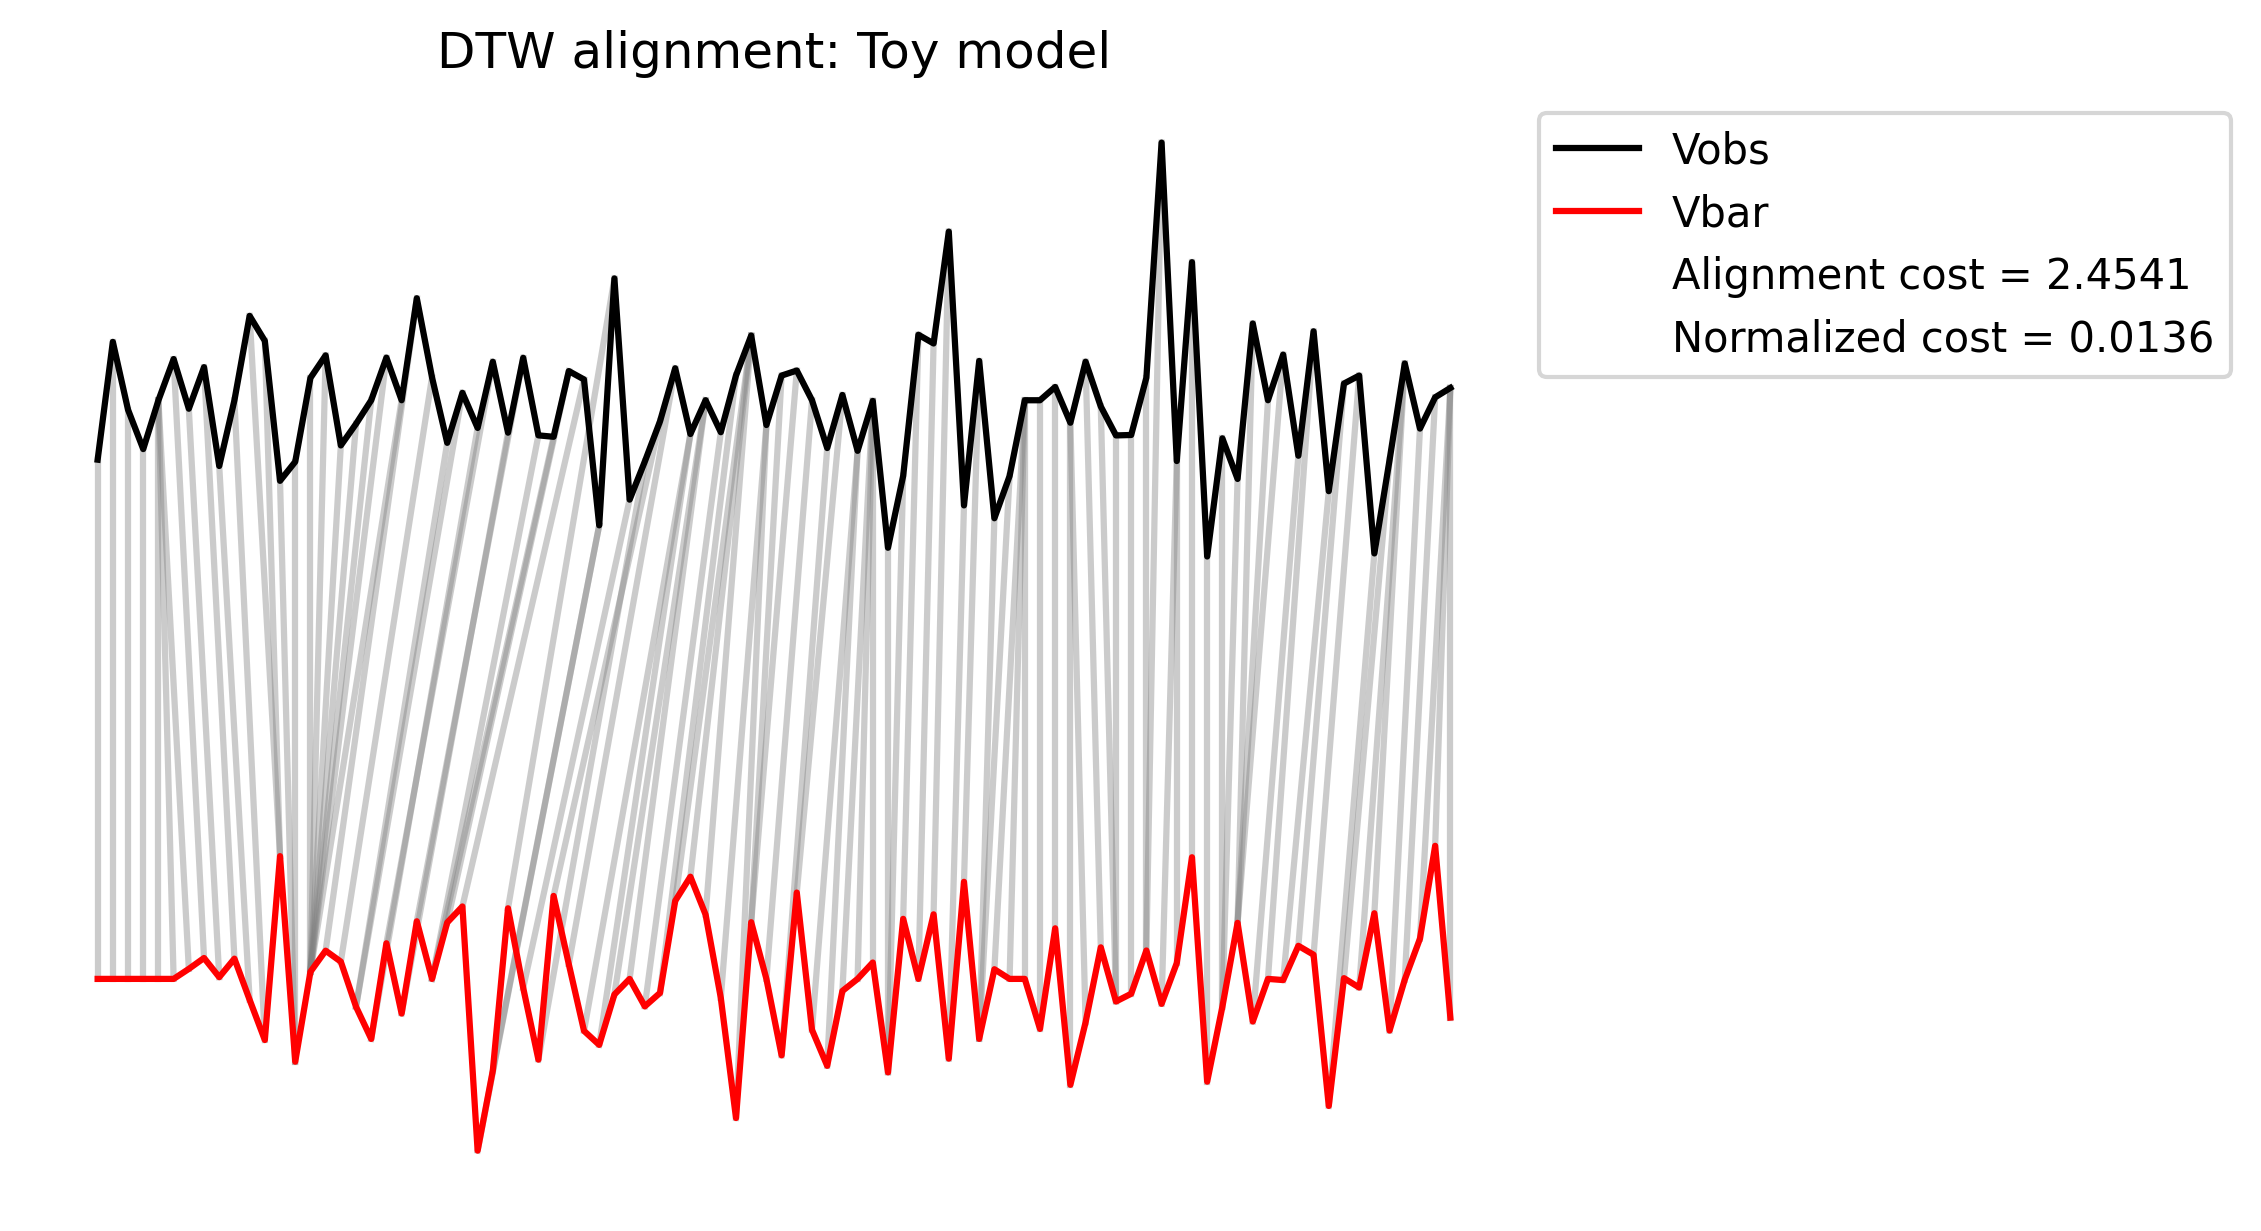 DTW alignment: Toy model
Vobs
Vbar
Alignment cost = 2.4541
Normalized cost = 0.0136